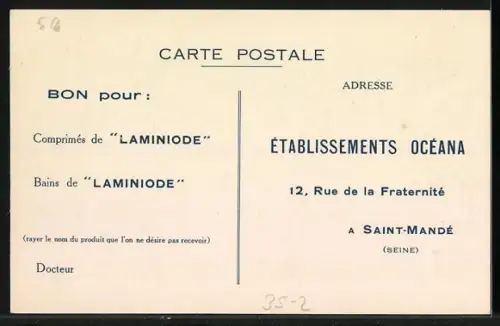 54
CARTE POSTALE
BON pour :
Comprimés de "LAMINIODE"
Bains de "LAMINIODE"
(rayer le nom du produit que l'on ne désire pas recevoir)
Docteur
ADRESSE
ÉTABLISSEMENTS OCÉANA
12, Rue de la Fraternité
A SAINT-MANDÉ
(SEINE)
35-2